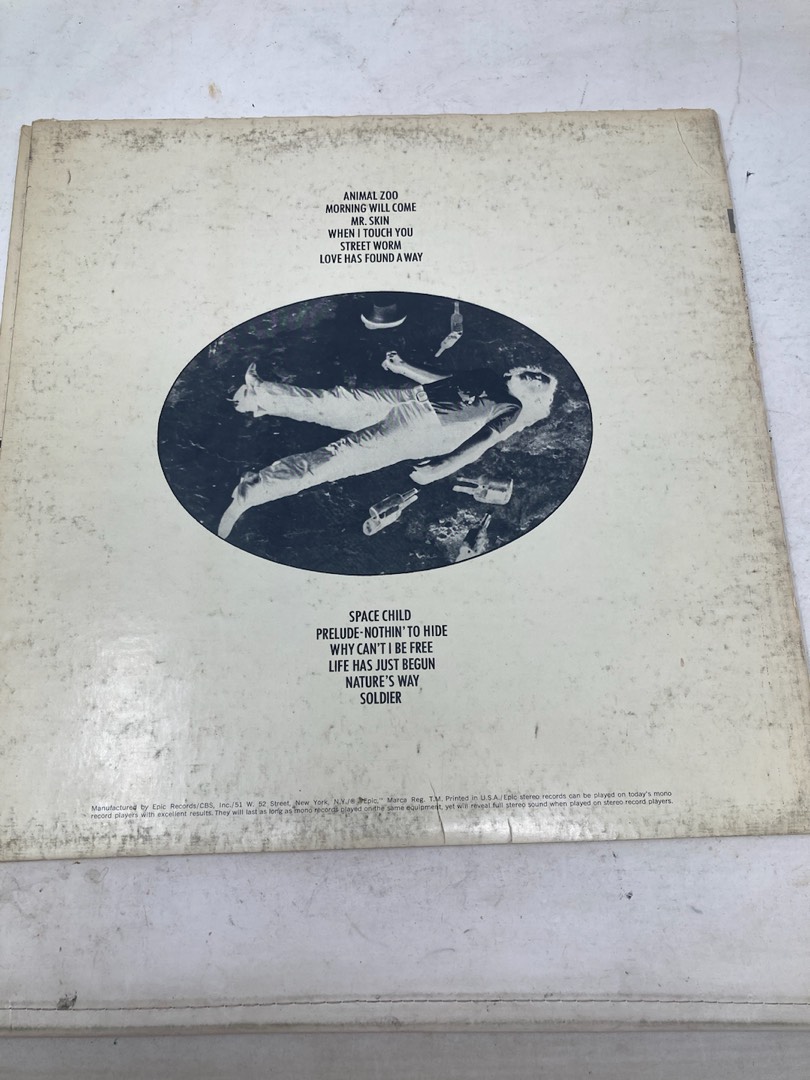 ANIMAL ZOO
MORNING WILL COME
MR. SKIN
WHEN I TOUCH YOU
STREET WORM
LOVE HAS FOUND A WAY
SPACE CHILD
PRELUDE-NOTHIN' TO HIDE
WHY CAN'T I BE FREE
LIFE HAS JUST BEGUN
NATURE'S WAY
SOLDIER
Manufactured by Epic Records/CBS, Inc./51 W. 52 Street, New York, N.Y./® "Epic," Marca Reg. T.M. Printed in U.S.A./Epic stereo records can be played on today's mono
record players with excellent results. They will last as long as mono records played on the same equipment, yet will reveal full stereo sound when played on stereo record players.